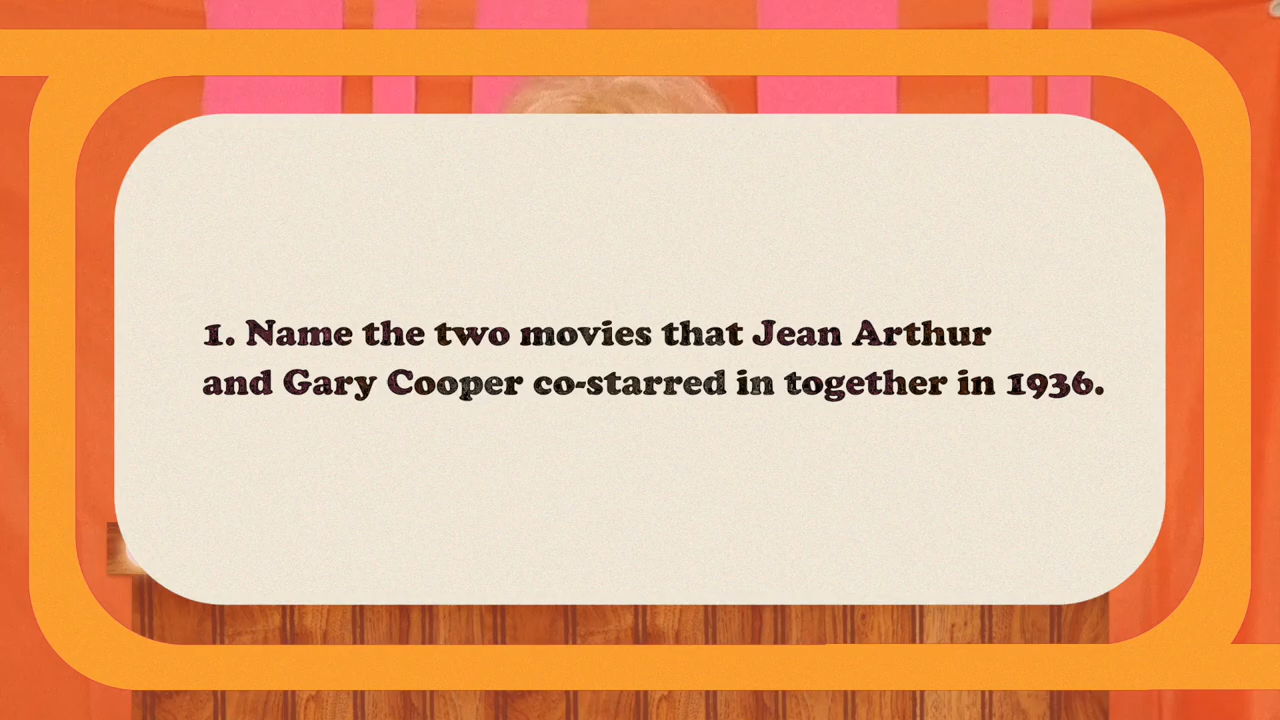 1. Name the two movies that Jean Arthur
and Gary Cooper co-starred in together in 1936.